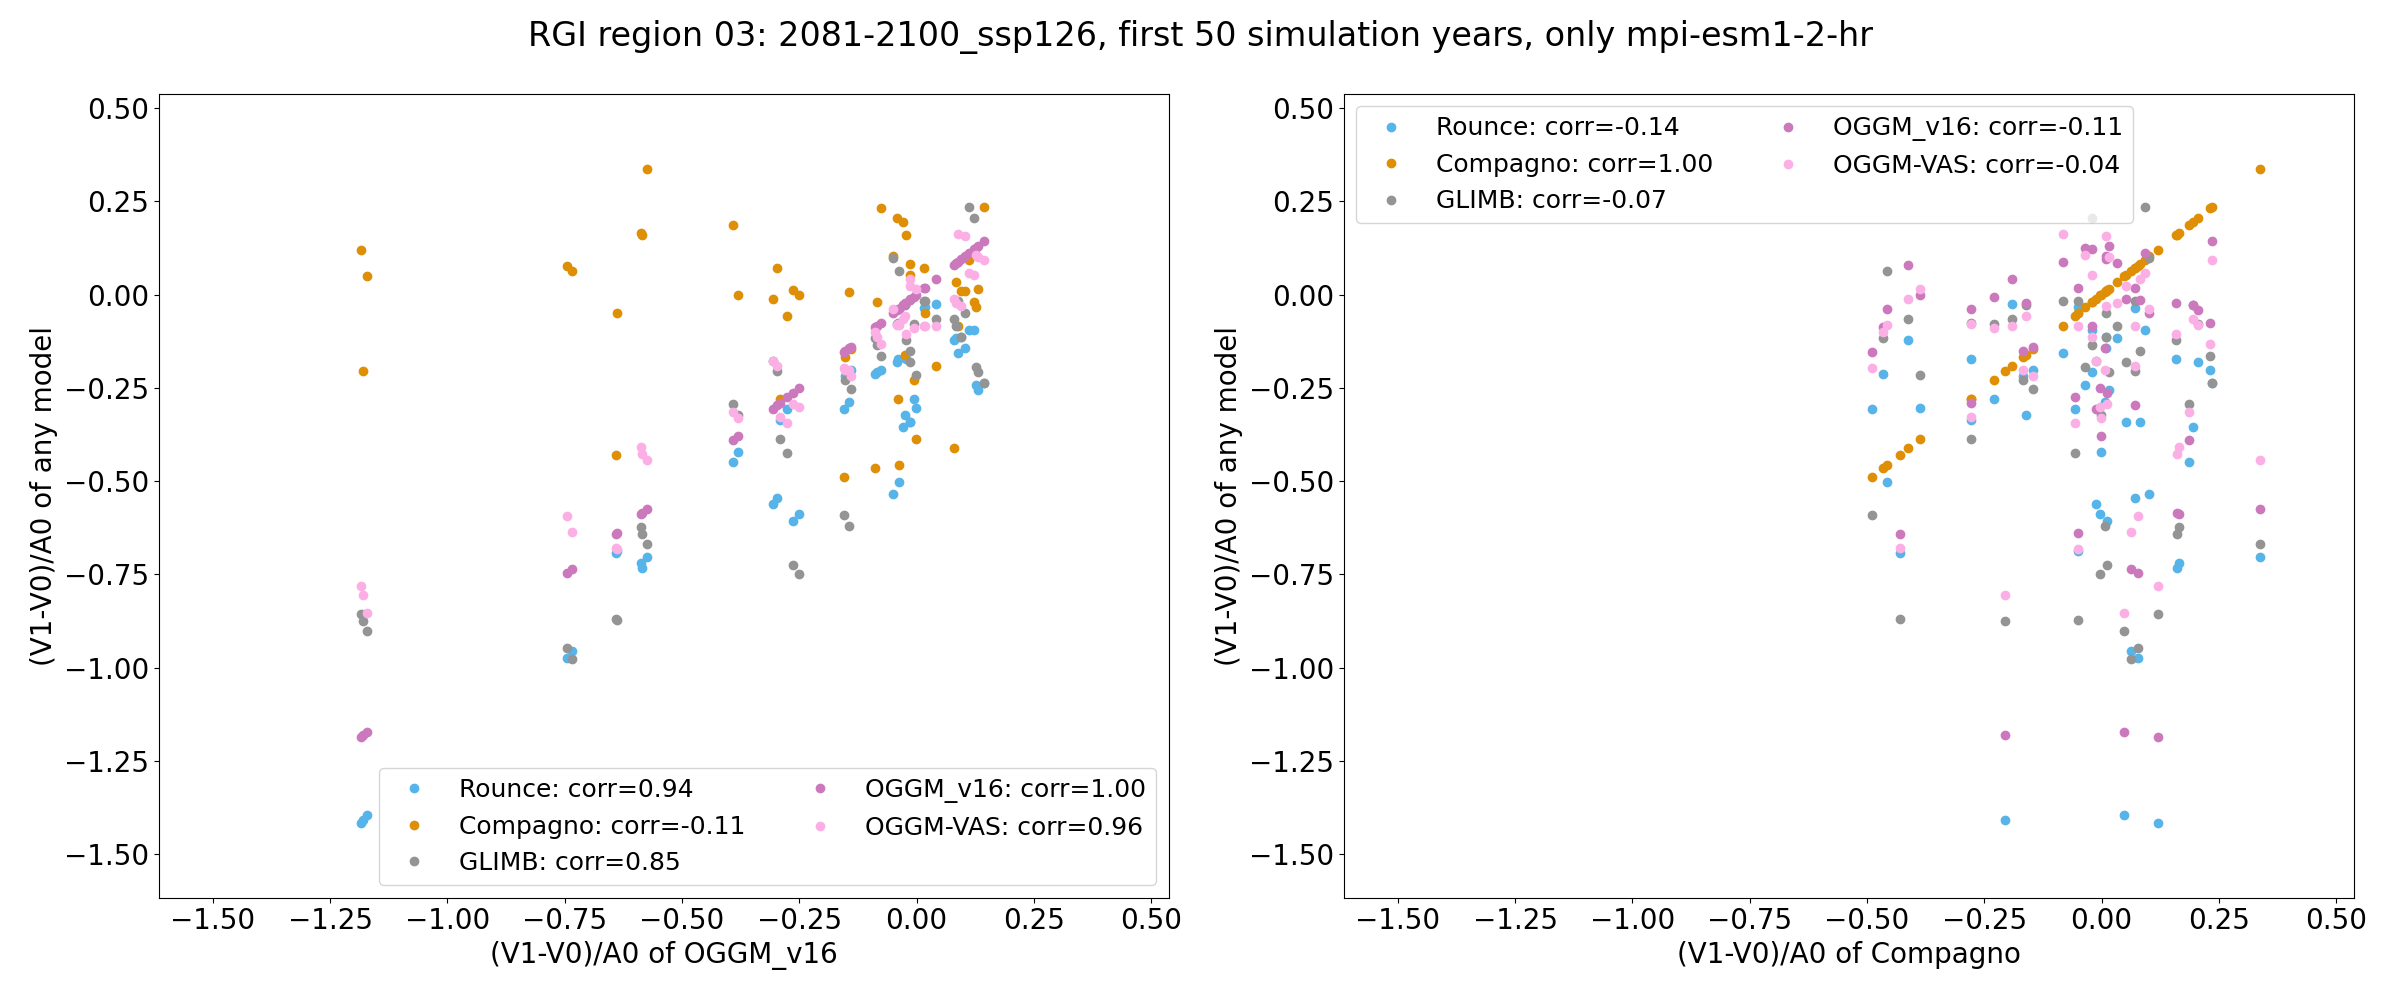 RGI region 03: 2081-2100_ssp126, first 50 simulation years, only mpi-esm1-2-hr
(V1-V0)/A0 of any model
0.50
0.25
0.00
−0.25
−0.50
−0.75
−1.00
−1.25
−1.50
Rounce: corr=0.94
Compagno: corr=-0.11
GLIMB: corr=0.85
OGGM_v16: corr=1.00
OGGM-VAS: corr=0.96
−1.50 −1.25 −1.00 −0.75 −0.50 −0.25 0.00 0.25 0.50
(V1-V0)/A0 of OGGM_v16
(V1-V0)/A0 of any model
0.50
0.25
0.00
−0.25
−0.50
−0.75
−1.00
−1.25
−1.50
Rounce: corr=-0.14
Compagno: corr=1.00
GLIMB: corr=-0.07
OGGM_v16: corr=-0.11
OGGM-VAS: corr=-0.04
−1.50 −1.25 −1.00 −0.75 −0.50 −0.25 0.00 0.25 0.50
(V1-V0)/A0 of Compagno